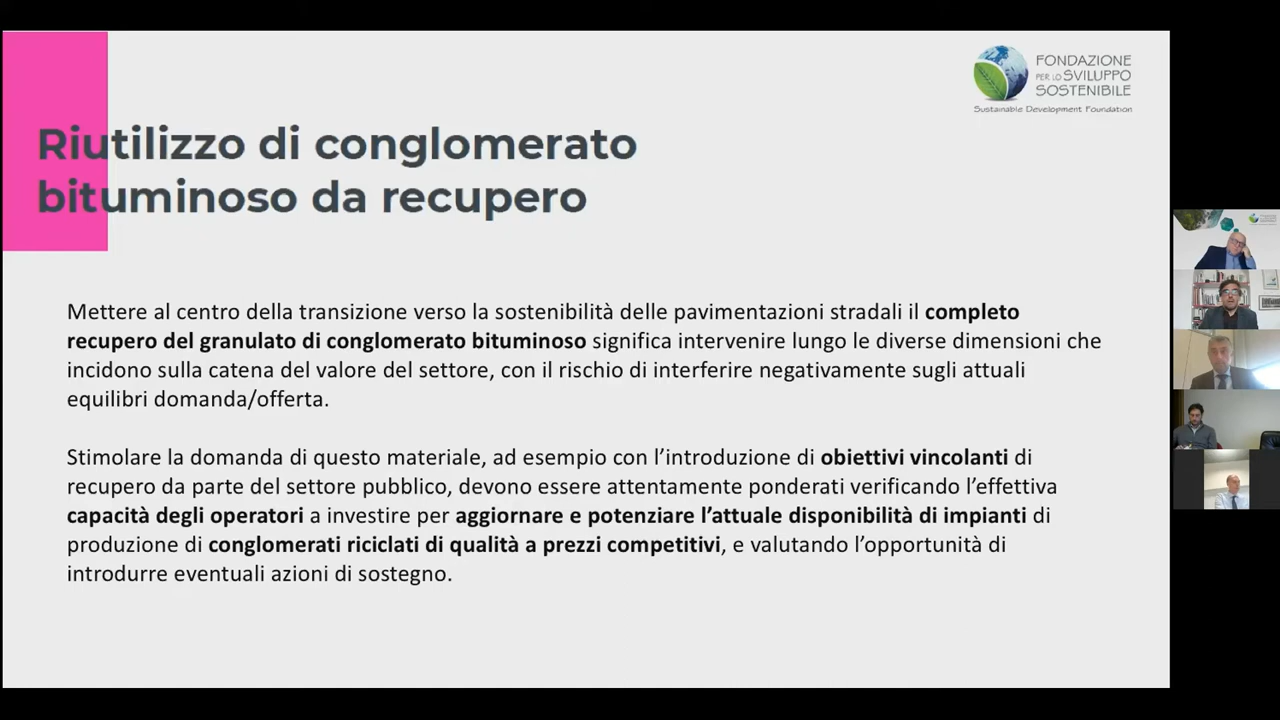 FONDAZIONE
PER LO SVILUPPO
SOSTENIBILE
Sustainable Development Foundation
Riutilizzo di conglomerato
bituminoso da recupero
Mettere al centro della transizione verso la sostenibilità delle pavimentazioni stradali il completo
recupero del granulato di conglomerato bituminoso significa intervenire lungo le diverse dimensioni che
incidono sulla catena del valore del settore, con il rischio di interferire negativamente sugli attuali
equilibri domanda/offerta.
Stimolare la domanda di questo materiale, ad esempio con l’introduzione di obiettivi vincolanti di
recupero da parte del settore pubblico, devono essere attentamente ponderati verificando l’effettiva
capacità degli operatori a investire per aggiornare e potenziare l’attuale disponibilità di impianti di
produzione di conglomerati riciclati di qualità a prezzi competitivi, e valutando l’opportunità di
introdurre eventuali azioni di sostegno.